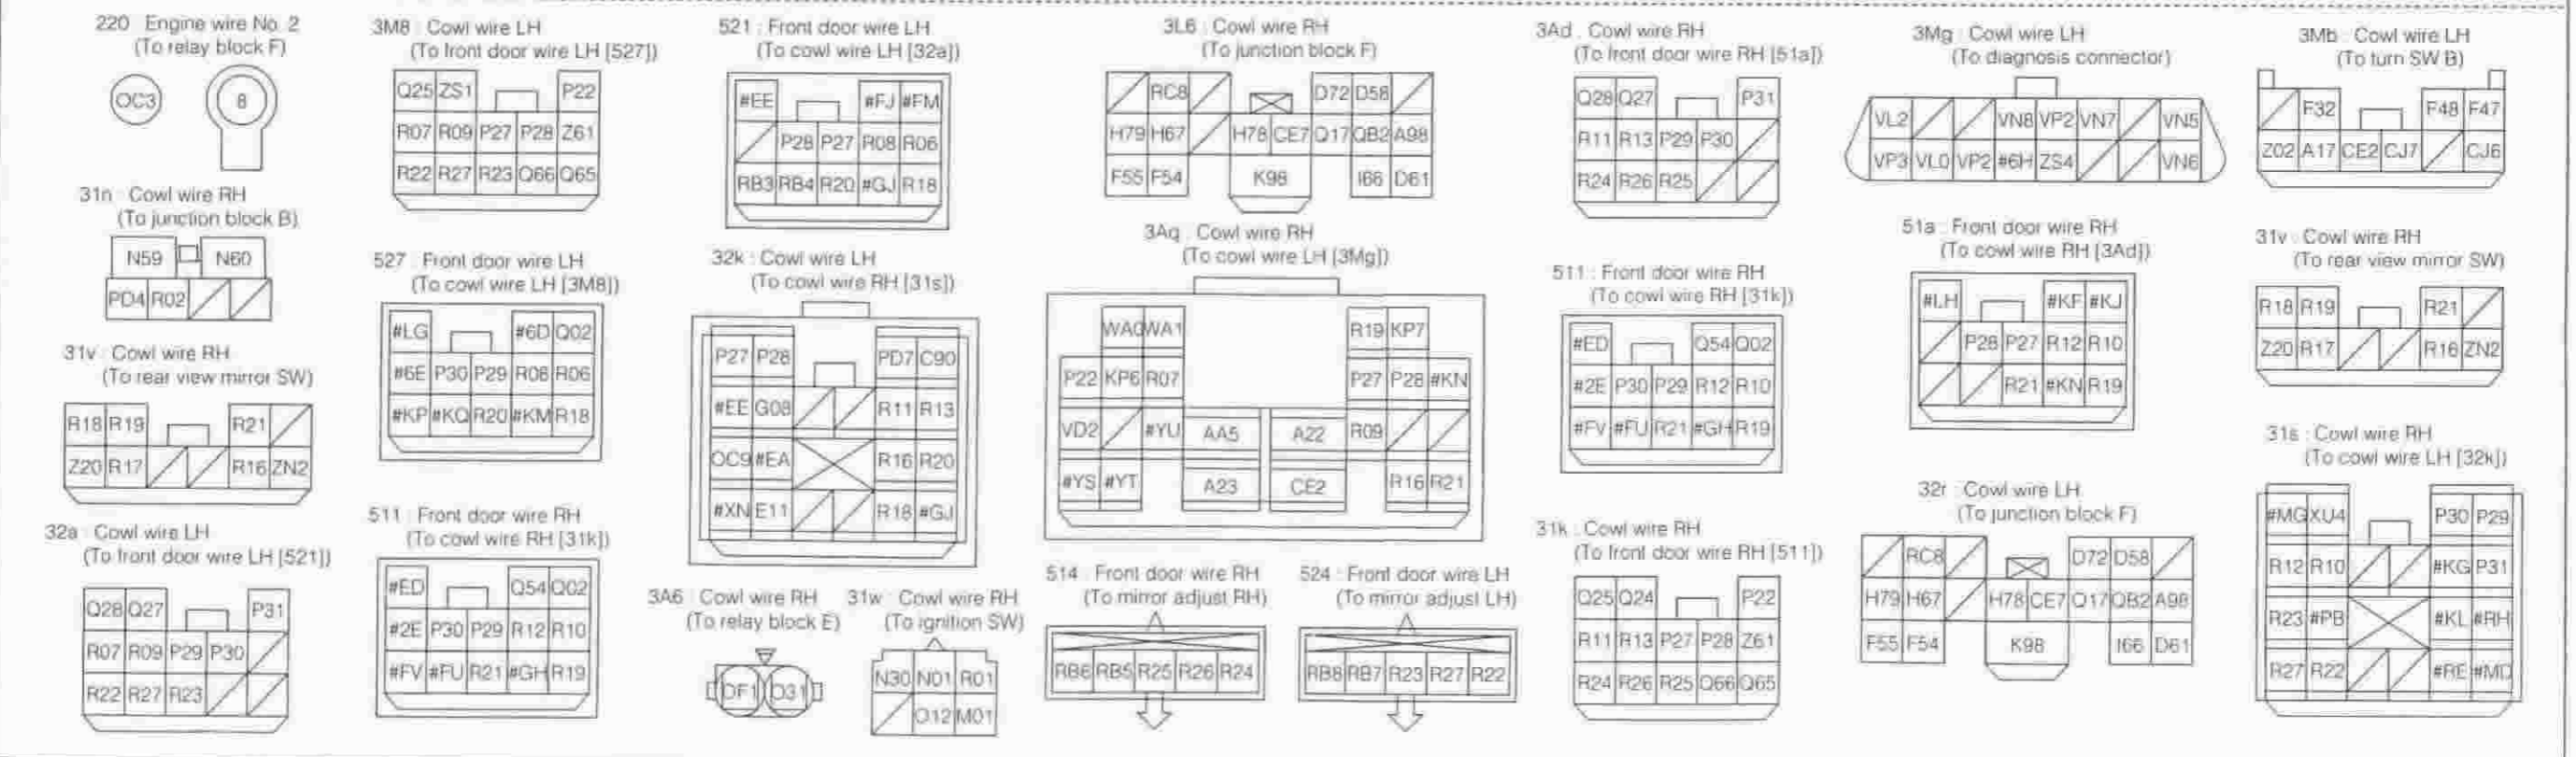 220 : Engine wire No. 2
(To relay block F)
OC3 8
31n : Cowl wire RH
(To junction block B)
N59 N60
PD4 R02
31v : Cowl wire RH
(To rear view mirror SW)
R18 R19 R21
Z20 R17 R16 ZN2
32a : Cowl wire LH
(To front door wire LH [521])
Q28 Q27 P31
R07 R09 P29 P30
R22 R27 R23
3M8 : Cowl wire LH
(To front door wire LH [527])
Q25 ZS1 P22
R07 R09 P27 P28 Z61
R22 R27 R23 Q66 Q65
527 : Front door wire LH
(To cowl wire LH [3M8])
#LG #6D Q02
#6E P30 P29 R08 R06
#KP #KQ R20 #KM R18
511 : Front door wire RH
(To cowl wire RH [31k])
#ED Q54 Q02
#2E P30 P29 R12 R10
#FV #FU R21 #GH R19
521 : Front door wire LH
(To cowl wire LH [32a])
#EE #FJ #FM
P28 P27 R08 R06
RB3 RB4 R20 #GJ R18
32k : Cowl wire LH
(To cowl wire RH [31s])
P27 P28 PD7 C90
#EE G08 R11 R13
OC9 #EA R16 R20
#XN E11 R18 #GJ
3A6 : Cowl wire RH
(To relay block E)
OF1 O31
31w : Cowl wire RH
(To ignition SW)
N30 N01 R01
O12 M01
3L6 : Cowl wire RH
(To junction block F)
RC8 D72 D58
H79 H67 H78 CE7 Q17 QB2 A98
F55 F54 K98 I66 D61
3Aq : Cowl wire RH
(To cowl wire LH [3Mg])
WA0 WA1 R19 KP7
P22 KP6 R07 P27 P28 #KN
VD2 #YU AA5 A22 R09
#YS #YT A23 CE2 R16 R21
514 : Front door wire RH
(To mirror adjust RH)
RB6 RB5 R25 R26 R24
524 : Front door wire LH
(To mirror adjust LH)
RB8 RB7 R23 R27 R22
3Ad : Cowl wire RH
(To front door wire RH [51a])
Q28 Q27 P31
R11 R13 P29 P30
R24 R26 R25
511 : Front door wire RH
(To cowl wire RH [31k])
#ED Q54 Q02
#2E P30 P29 R12 R10
#FV #FU R21 #GH R19
31k : Cowl wire RH
(To front door wire RH [511])
Q25 Q24 P22
R11 R13 P27 P28 Z61
R24 R26 R25 Q66 Q65
3Mg : Cowl wire LH
(To diagnosis connector)
VL2 VN8 VP2 VN7 VN5
VP3 VL0 VP2 #6H ZS4 VN6
51a : Front door wire RH
(To cowl wire RH [3Ad])
#LH #KF #KJ
P28 P27 R12 R10
R21 #KN R19
32r : Cowl wire LH
(To junction block F)
RC8 D72 D58
H79 H67 H78 CE7 Q17 QB2 A98
F55 F54 K98 I66 D61
3Mb : Cowl wire LH
(To turn SW B)
F32 F48 F47
Z02 A17 CE2 CJ7 CJ6
31v : Cowl wire RH
(To rear view mirror SW)
R18 R19 R21
Z20 R17 R16 ZN2
31s : Cowl wire RH
(To cowl wire LH [32k])
#MG XU4 P30 P29
R12 R10 #KG P31
R23 #PB #KL #RH
R27 R22 #RE #MD